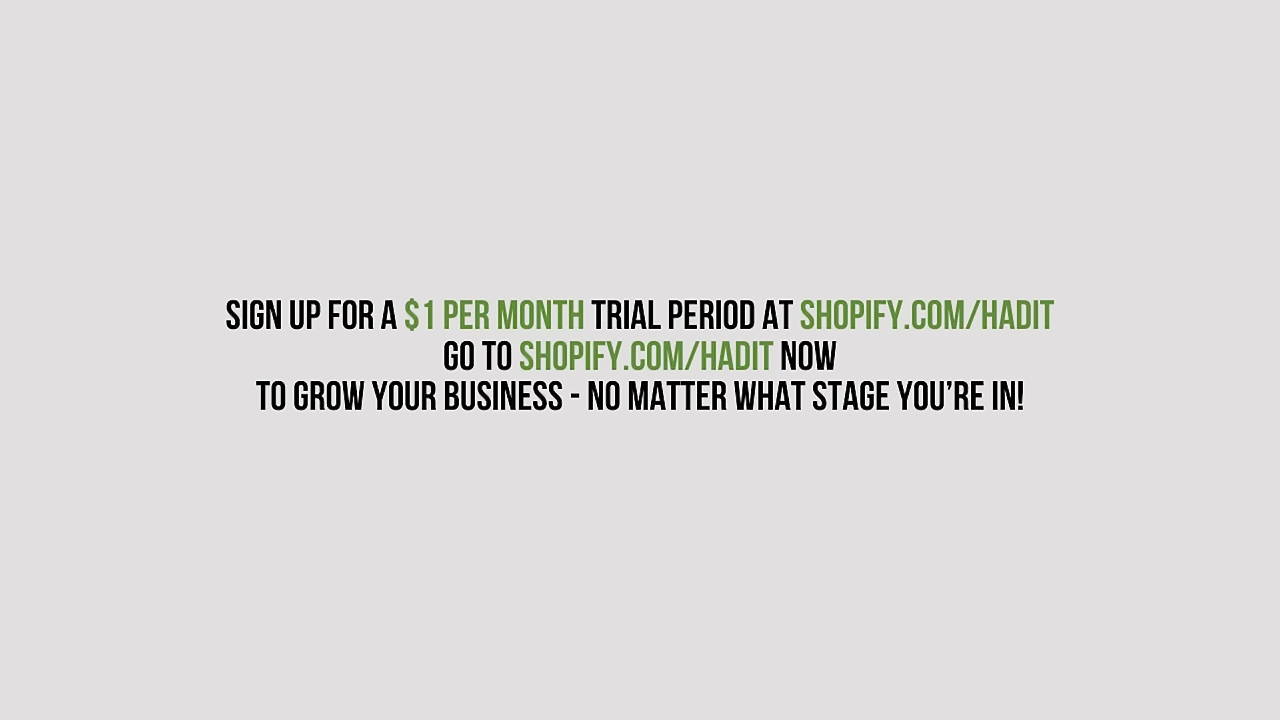 SIGN UP FOR A $1 PER MONTH TRIAL PERIOD AT SHOPIFY.COM/HADIT
GO TO SHOPIFY.COM/HADIT NOW
TO GROW YOUR BUSINESS - NO MATTER WHAT STAGE YOU'RE IN!